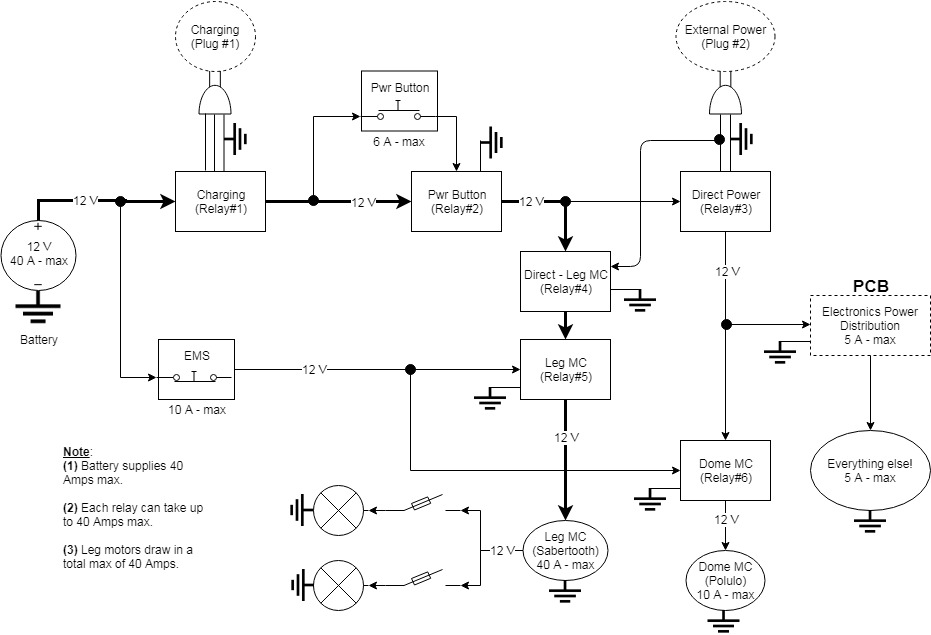 Charging
(Plug #1)
External Power
(Plug #2)
Pwr Button
6 A - max
12 V
Charging
(Relay#1)
12 V
Pwr Button
(Relay#2)
12 V
Direct Power
(Relay#3)
+
12 V
40 A - max
−
Battery
Direct - Leg MC
(Relay#4)
12 V
PCB
Electronics Power
Distribution
5 A - max
EMS
10 A - max
12 V
Leg MC
(Relay#5)
12 V
Note:
(1) Battery supplies 40
Amps max.
(2) Each relay can take up
to 40 Amps max.
(3) Leg motors draw in a
total max of 40 Amps.
Dome MC
(Relay#6)
Everything else!
5 A - max
12 V
12 V
Leg MC
(Sabertooth)
40 A - max
Dome MC
(Polulo)
10 A - max